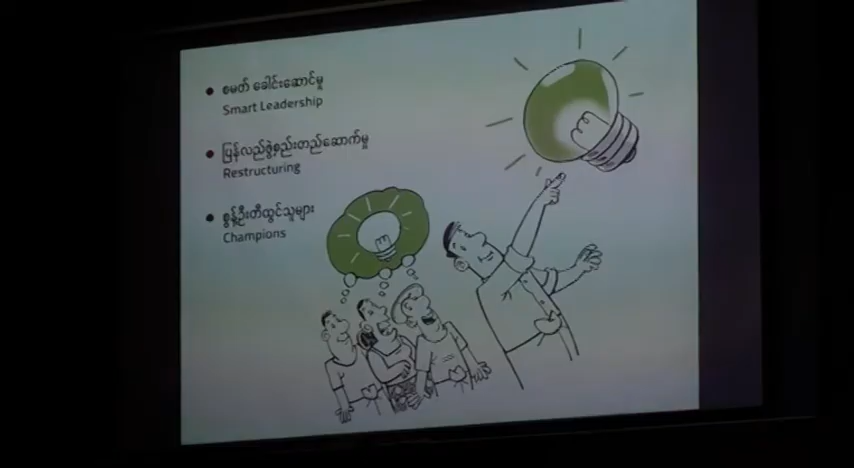 စမတ် ခေါင်းဆောင်မှု
Smart Leadership
ပြန်လည်ဖွဲ့စည်းတည်ဆောက်မှု
Restructuring
စွန့်ဦးတီထွင်သူများ
Champions